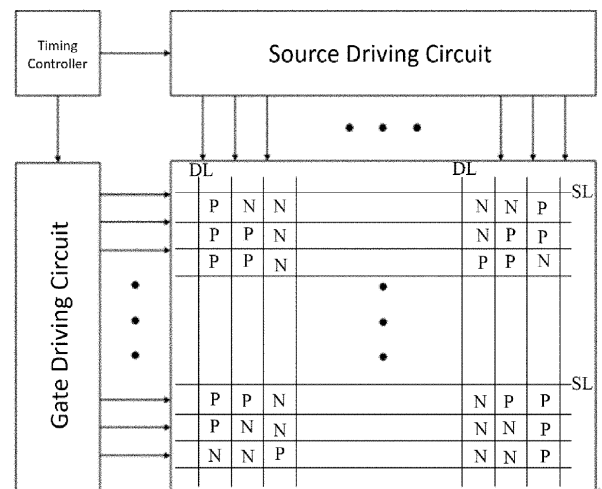 Timing
Controller
Source Driving Circuit
DL DL
SL
P N N N N P
P P N N P P
P P N P P N
Gate Driving Circuit
SL
P P N N P P
P N N N N P
N N P N N P